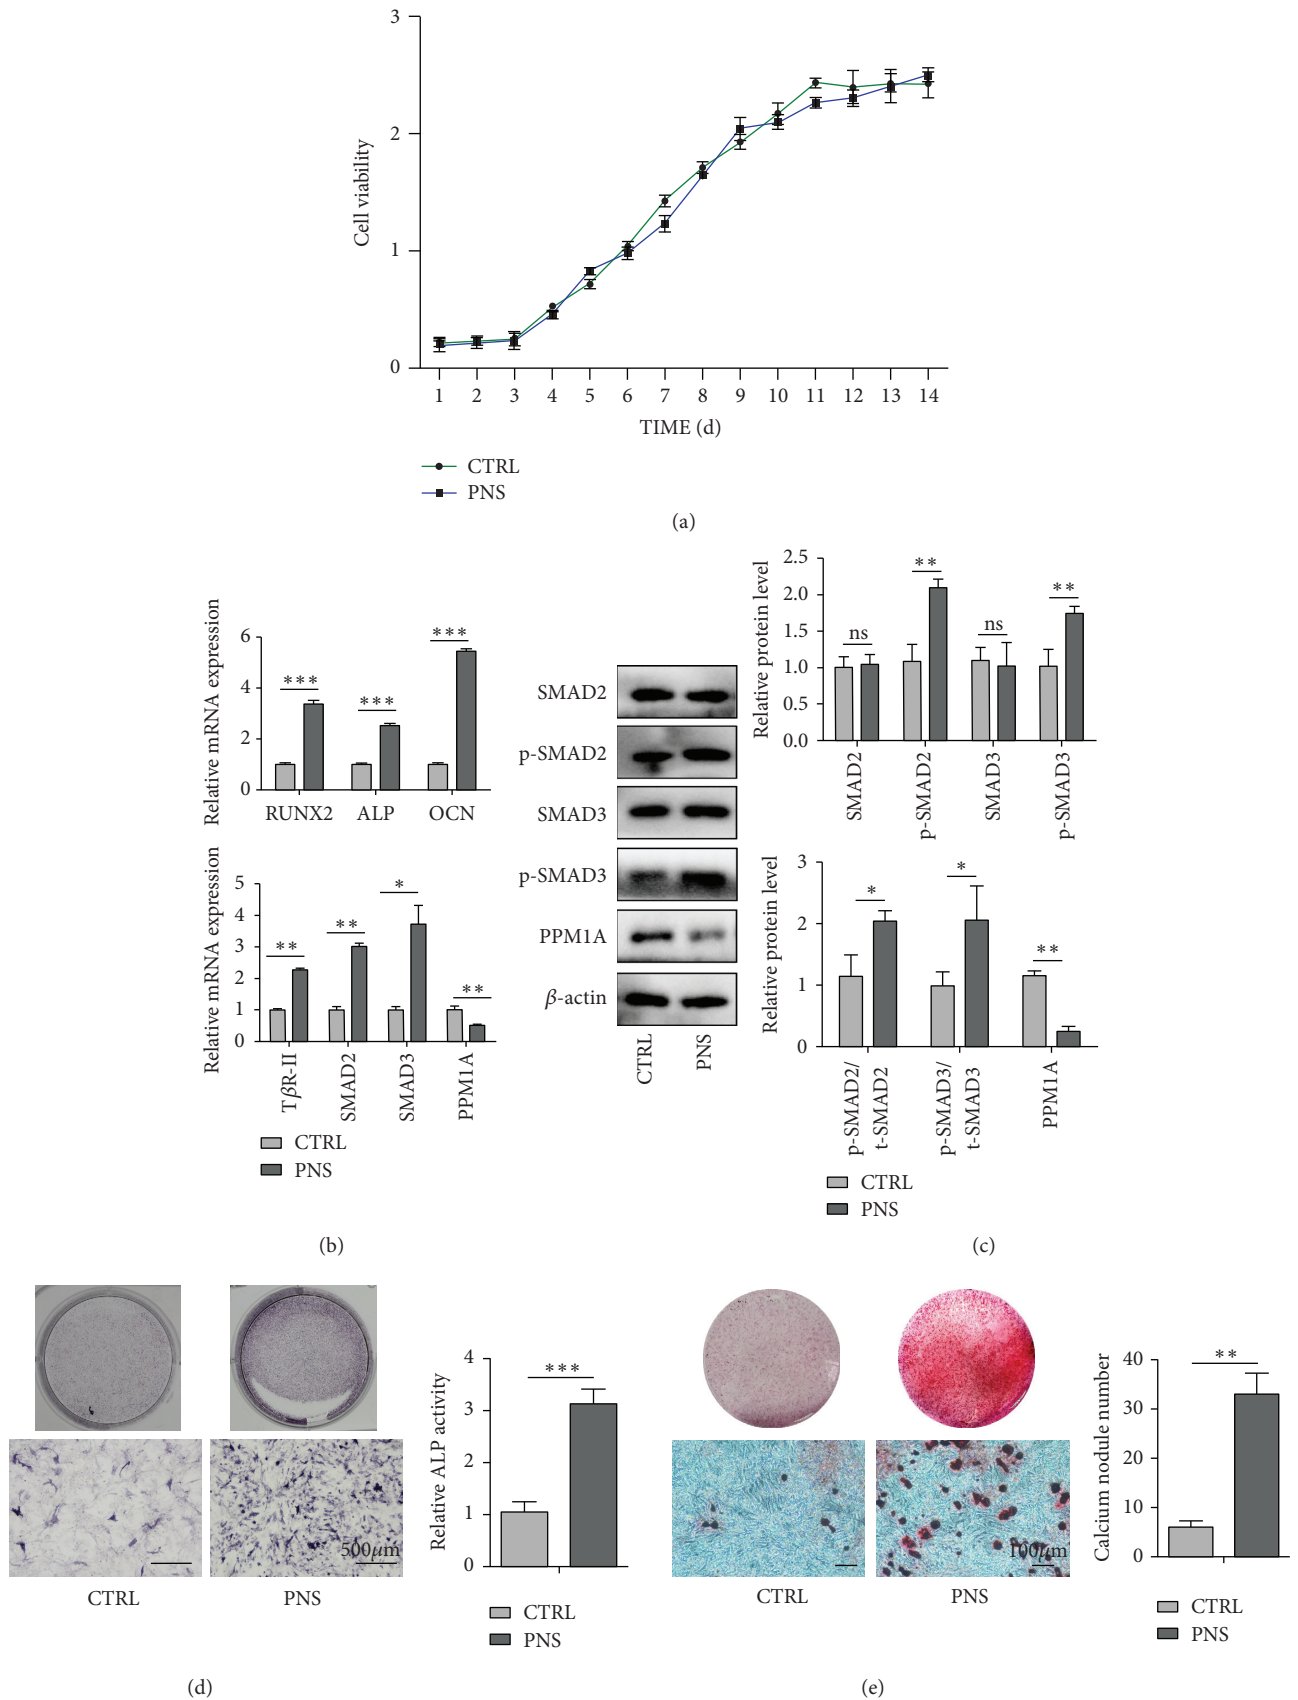 3
2
1
0
Cell viability
1 2 3 4 5 6 7 8 9 10 11 12 13 14
TIME (d)
CTRL
PNS
(a)
Relative mRNA expression
6
4
2
0
***
***
***
RUNX2 ALP OCN
Relative mRNA expression
5
4
3
2
1
0
**
**
*
**
TβR-II
SMAD2
SMAD3
PPM1A
CTRL
PNS
(b)
SMAD2
p-SMAD2
SMAD3
p-SMAD3
PPM1A
β-actin
CTRL
PNS
Relative protein level
2.5
2.0
1.5
1.0
0.5
0.0
ns
**
ns
**
SMAD2
p-SMAD2
SMAD3
p-SMAD3
Relative protein level
3
2
1
0
*
*
**
p-SMAD2/
t-SMAD2
p-SMAD3/
t-SMAD3
PPM1A
CTRL
PNS
(c)
500μm
CTRL PNS
Relative ALP activity
4
3
2
1
0
***
CTRL
PNS
(d)
100μm
CTRL PNS
Calcium nodule number
40
30
20
10
0
**
CTRL
PNS
(e)